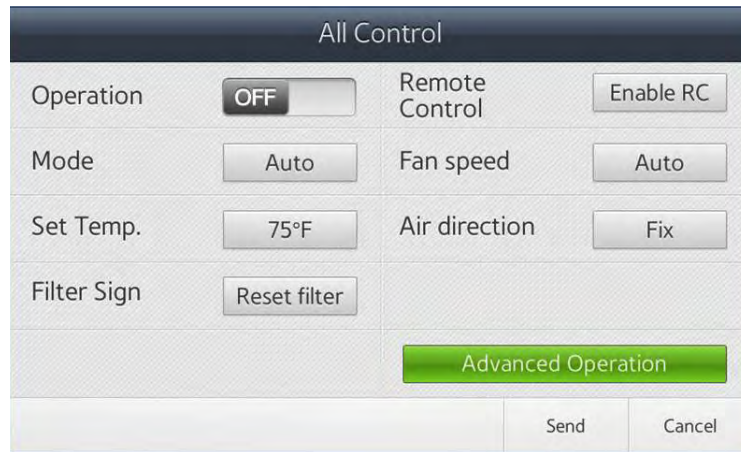 All Control
Operation
OFF
Remote
Control
Enable RC
Mode
Auto
Fan speed
Auto
Set Temp.
75°F
Air direction
Fix
Filter Sign
Reset filter
Advanced Operation
Send
Cancel